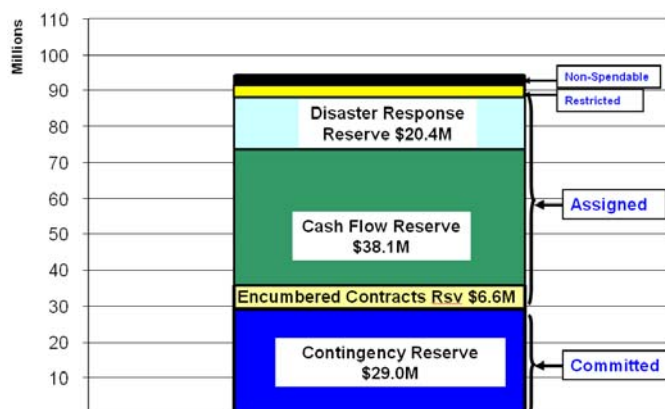 Millions
110
100
90
80
70
60
50
40
30
20
10
Non-Spendable
Restricted
Disaster Response
Reserve $20.4M
Assigned
Cash Flow Reserve
$38.1M
Encumbered Contracts Rsv $6.6M
Contingency Reserve
$29.0M
Committed